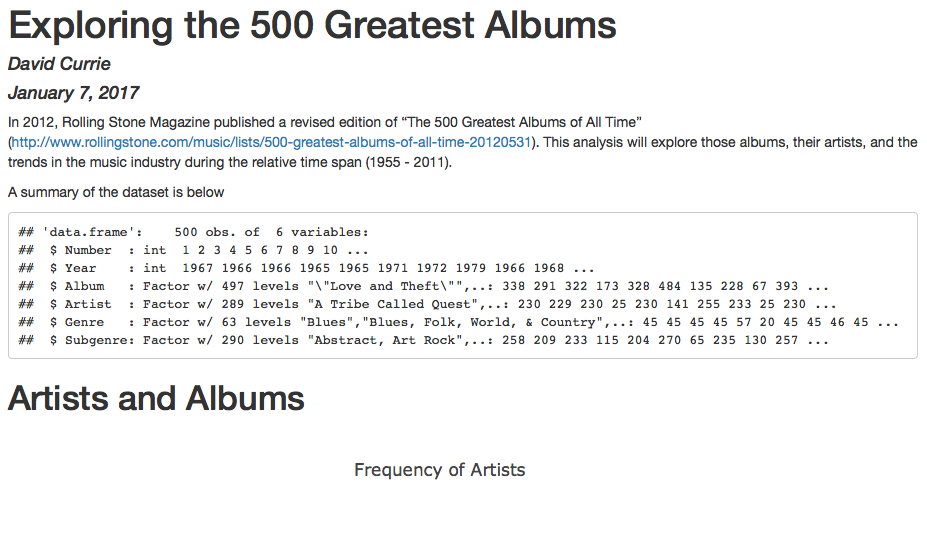 Exploring the 500 Greatest Albums
David Currie
January 7, 2017
In 2012, Rolling Stone Magazine published a revised edition of “The 500 Greatest Albums of All Time”
(http://www.rollingstone.com/music/lists/500-greatest-albums-of-all-time-20120531). This analysis will explore those albums, their artists, and the
trends in the music industry during the relative time span (1955 - 2011).
A summary of the dataset is below
## 'data.frame':    500 obs. of  6 variables:
##  $ Number  : int  1 2 3 4 5 6 7 8 9 10 ...
##  $ Year    : int  1967 1966 1966 1965 1965 1971 1972 1979 1966 1968 ...
##  $ Album   : Factor w/ 497 levels "\"Love and Theft\"",..: 338 291 322 173 328 484 135 228 67 393 ...
##  $ Artist  : Factor w/ 289 levels "A Tribe Called Quest",..: 230 229 230 25 230 141 255 233 25 230 ...
##  $ Genre   : Factor w/ 63 levels "Blues","Blues, Folk, World, & Country",..: 45 45 45 45 57 20 45 45 46 45 ...
##  $ Subgenre: Factor w/ 290 levels "Abstract, Art Rock",..: 258 209 233 115 204 270 65 235 130 257 ...
Artists and Albums
Frequency of Artists